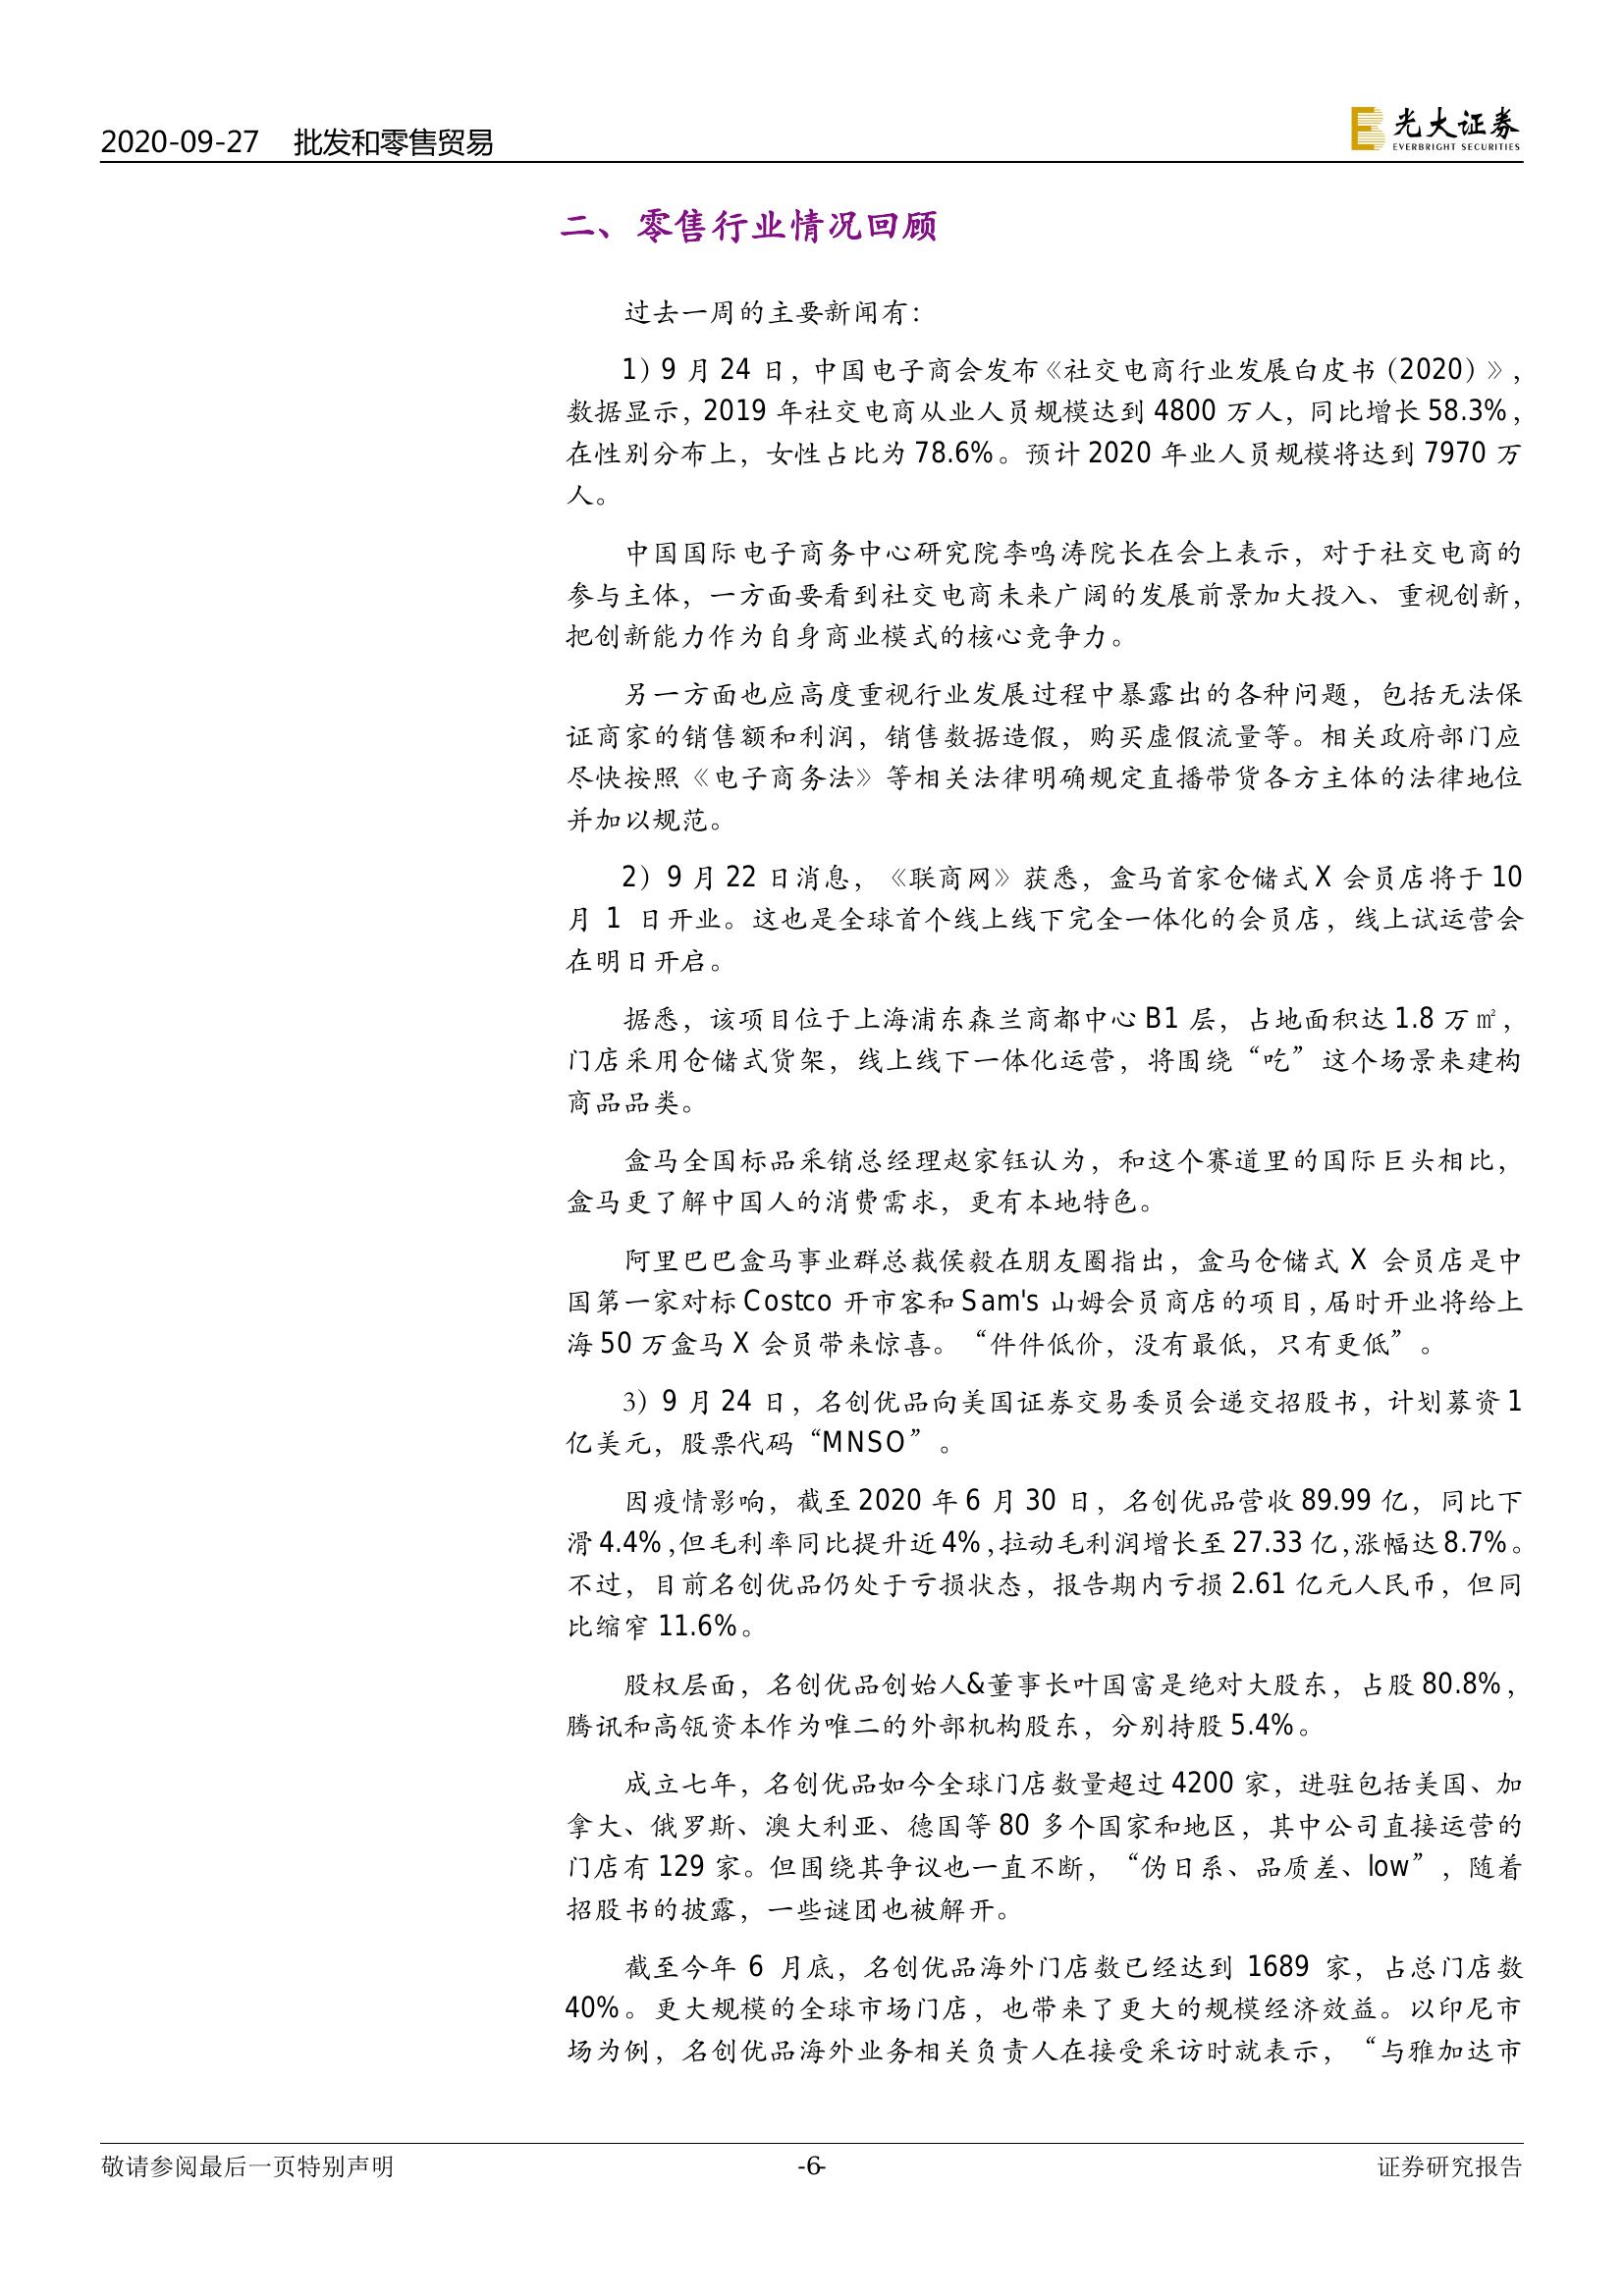 2020-09-27 批发和零售贸易
光大证券
EVERBRIGHT SECURITIES
二、零售行业情况回顾
过去一周的主要新闻有：
1）9 月 24 日，中国电子商会发布《社交电商行业发展白皮书（2020）》，
数据显示，2019 年社交电商从业人员规模达到 4800 万人，同比增长 58.3%，
在性别分布上，女性占比为 78.6%。预计 2020 年业人员规模将达到 7970 万
人。
中国国际电子商务中心研究院李鸣涛院长在会上表示，对于社交电商的
参与主体，一方面要看到社交电商未来广阔的发展前景加大投入、重视创新，
把创新能力作为自身商业模式的核心竞争力。
另一方面也应高度重视行业发展过程中暴露出的各种问题，包括无法保
证商家的销售额和利润，销售数据造假，购买虚假流量等。相关政府部门应
尽快按照《电子商务法》等相关法律明确规定直播带货各方主体的法律地位
并加以规范。
2）9 月 22 日消息，《联商网》获悉，盒马首家仓储式 X 会员店将于 10
月 1 日开业。这也是全球首个线上线下完全一体化的会员店，线上试运营会
在明日开启。
据悉，该项目位于上海浦东森兰商都中心 B1 层，占地面积达 1.8 万㎡，
门店采用仓储式货架，线上线下一体化运营，将围绕“吃”这个场景来建构
商品品类。
盒马全国标品采销总经理赵家钰认为，和这个赛道里的国际巨头相比，
盒马更了解中国人的消费需求，更有本地特色。
阿里巴巴盒马事业群总裁侯毅在朋友圈指出，盒马仓储式 X 会员店是中
国第一家对标 Costco 开市客和 Sam's 山姆会员商店的项目，届时开业将给上
海 50 万盒马 X 会员带来惊喜。“件件低价，没有最低，只有更低”。
3）9 月 24 日，名创优品向美国证券交易委员会递交招股书，计划募资 1
亿美元，股票代码“MNSO”。
因疫情影响，截至 2020 年 6 月 30 日，名创优品营收 89.99 亿，同比下
滑 4.4%，但毛利率同比提升近 4%，拉动毛利润增长至 27.33 亿，涨幅达 8.7%。
不过，目前名创优品仍处于亏损状态，报告期内亏损 2.61 亿元人民币，但同
比缩窄 11.6%。
股权层面，名创优品创始人&董事长叶国富是绝对大股东，占股 80.8%，
腾讯和高瓴资本作为唯二的外部机构股东，分别持股 5.4%。
成立七年，名创优品如今全球门店数量超过 4200 家，进驻包括美国、加
拿大、俄罗斯、澳大利亚、德国等 80 多个国家和地区，其中公司直接运营的
门店有 129 家。但围绕其争议也一直不断，“伪日系、品质差、low”，随着
招股书的披露，一些谜团也被解开。
截至今年 6 月底，名创优品海外门店数已经达到 1689 家，占总门店数
40%。更大规模的全球市场门店，也带来了更大的规模经济效益。以印尼市
场为例，名创优品海外业务相关负责人在接受采访时就表示，“与雅加达市
敬请参阅最后一页特别声明
-6-
证券研究报告